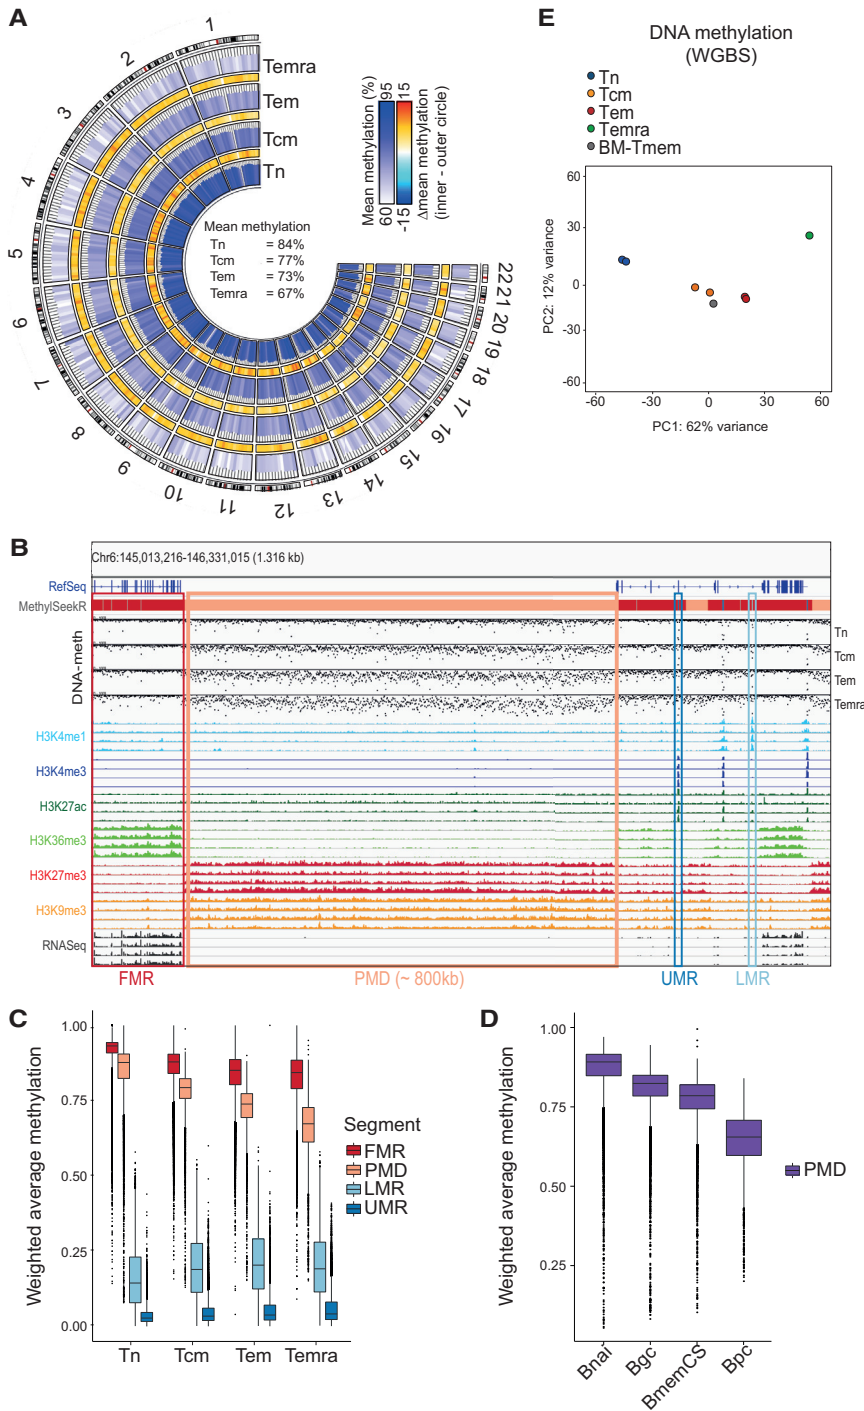 A
1
2
3
4
5
6
7
8
9
10
11
12
13
14
15
16
17
18
19
20
21
22
Temra
Tem
Tcm
Tn
Mean methylation
Tn = 84%
Tcm = 77%
Tem = 73%
Temra = 67%
Mean methylation (%)
60 95
-15 15
Δmean methylation
(inner - outer circle)
E
DNA methylation
(WGBS)
Tn
Tcm
Tem
Temra
BM-Tmem
PC2: 12% variance
60
30
0
-30
-60
-60 -30 0 30 60
PC1: 62% variance
B
Chr6:145,013,216-146,331,015 (1.316 kb)
RefSeq
MethylSeekR
DNA-meth
Tn
Tcm
Tem
Temra
H3K4me1
H3K4me3
H3K27ac
H3K36me3
H3K27me3
H3K9me3
RNASeq
FMR PMD (~ 800kb) UMR LMR
C
Weighted average methylation
1.00
0.75
0.50
0.25
0.00
Tn Tcm Tem Temra
Segment
FMR
PMD
LMR
UMR
D
Weighted average methylation
1.00
0.75
0.50
0.25
Bnai Bgc BmemCS Bpc
PMD